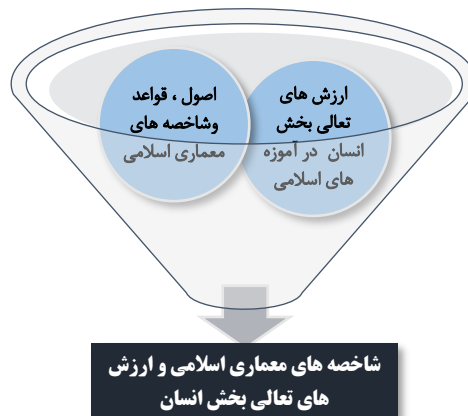 ارزش های
تعالی بخش
انسان در آموزه
های اسلامی
اصول ، قواعد
وشاخصه های
معماری اسلامی
شاخصه های معماری اسلامی و ارزش
های تعالی بخش انسان